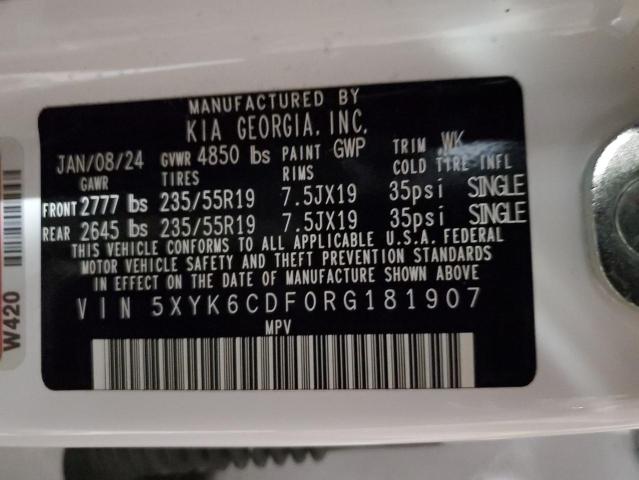 MANUFACTURED BY
KIA GEORGIA, INC.
JAN/08/24 GVWR 4850 lbs PAINT GWP TRIM WK
GAWR TIRES RIMS COLD TIRE INFL
FRONT 2777 lbs 235/55R19 7.5JX19 35psi SINGLE
REAR 2645 lbs 235/55R19 7.5JX19 35psi SINGLE
THIS VEHICLE CONFORMS TO ALL APPLICABLE U.S.A. FEDERAL
MOTOR VEHICLE SAFETY AND THEFT PREVENTION STANDARDS
IN EFFECT ON THE DATE OF MANUFACTURE SHOWN ABOVE
VIN 5XYK6CDF0RG181907
MPV
W420